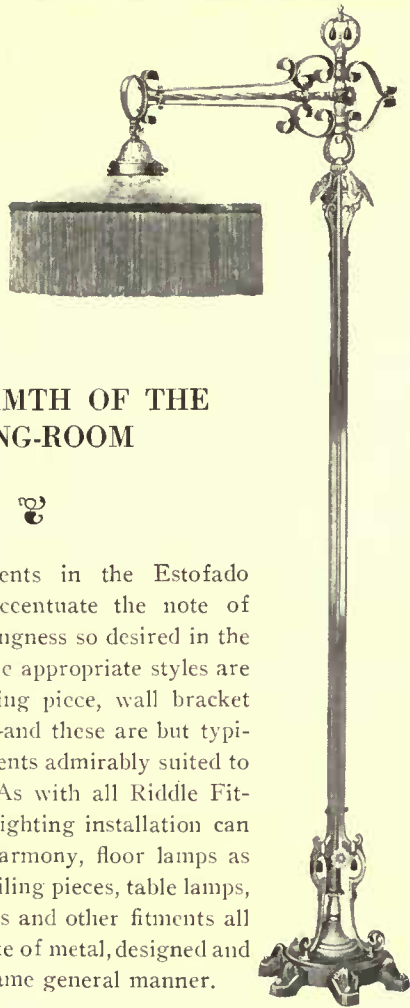 MTH OF THE
NG-ROOM
ents in the Estofado
ccentuate the note of
ngness so desired in the
c appropriate styles are
ing piece, wall bracket
-and these are but typi-
ents admirably suited to
As with all Riddle Fit-
ighting installation can
armony, floor lamps as
iling pieces, table lamps,
s and other fitments all
te of metal, designed and
ame general manner.